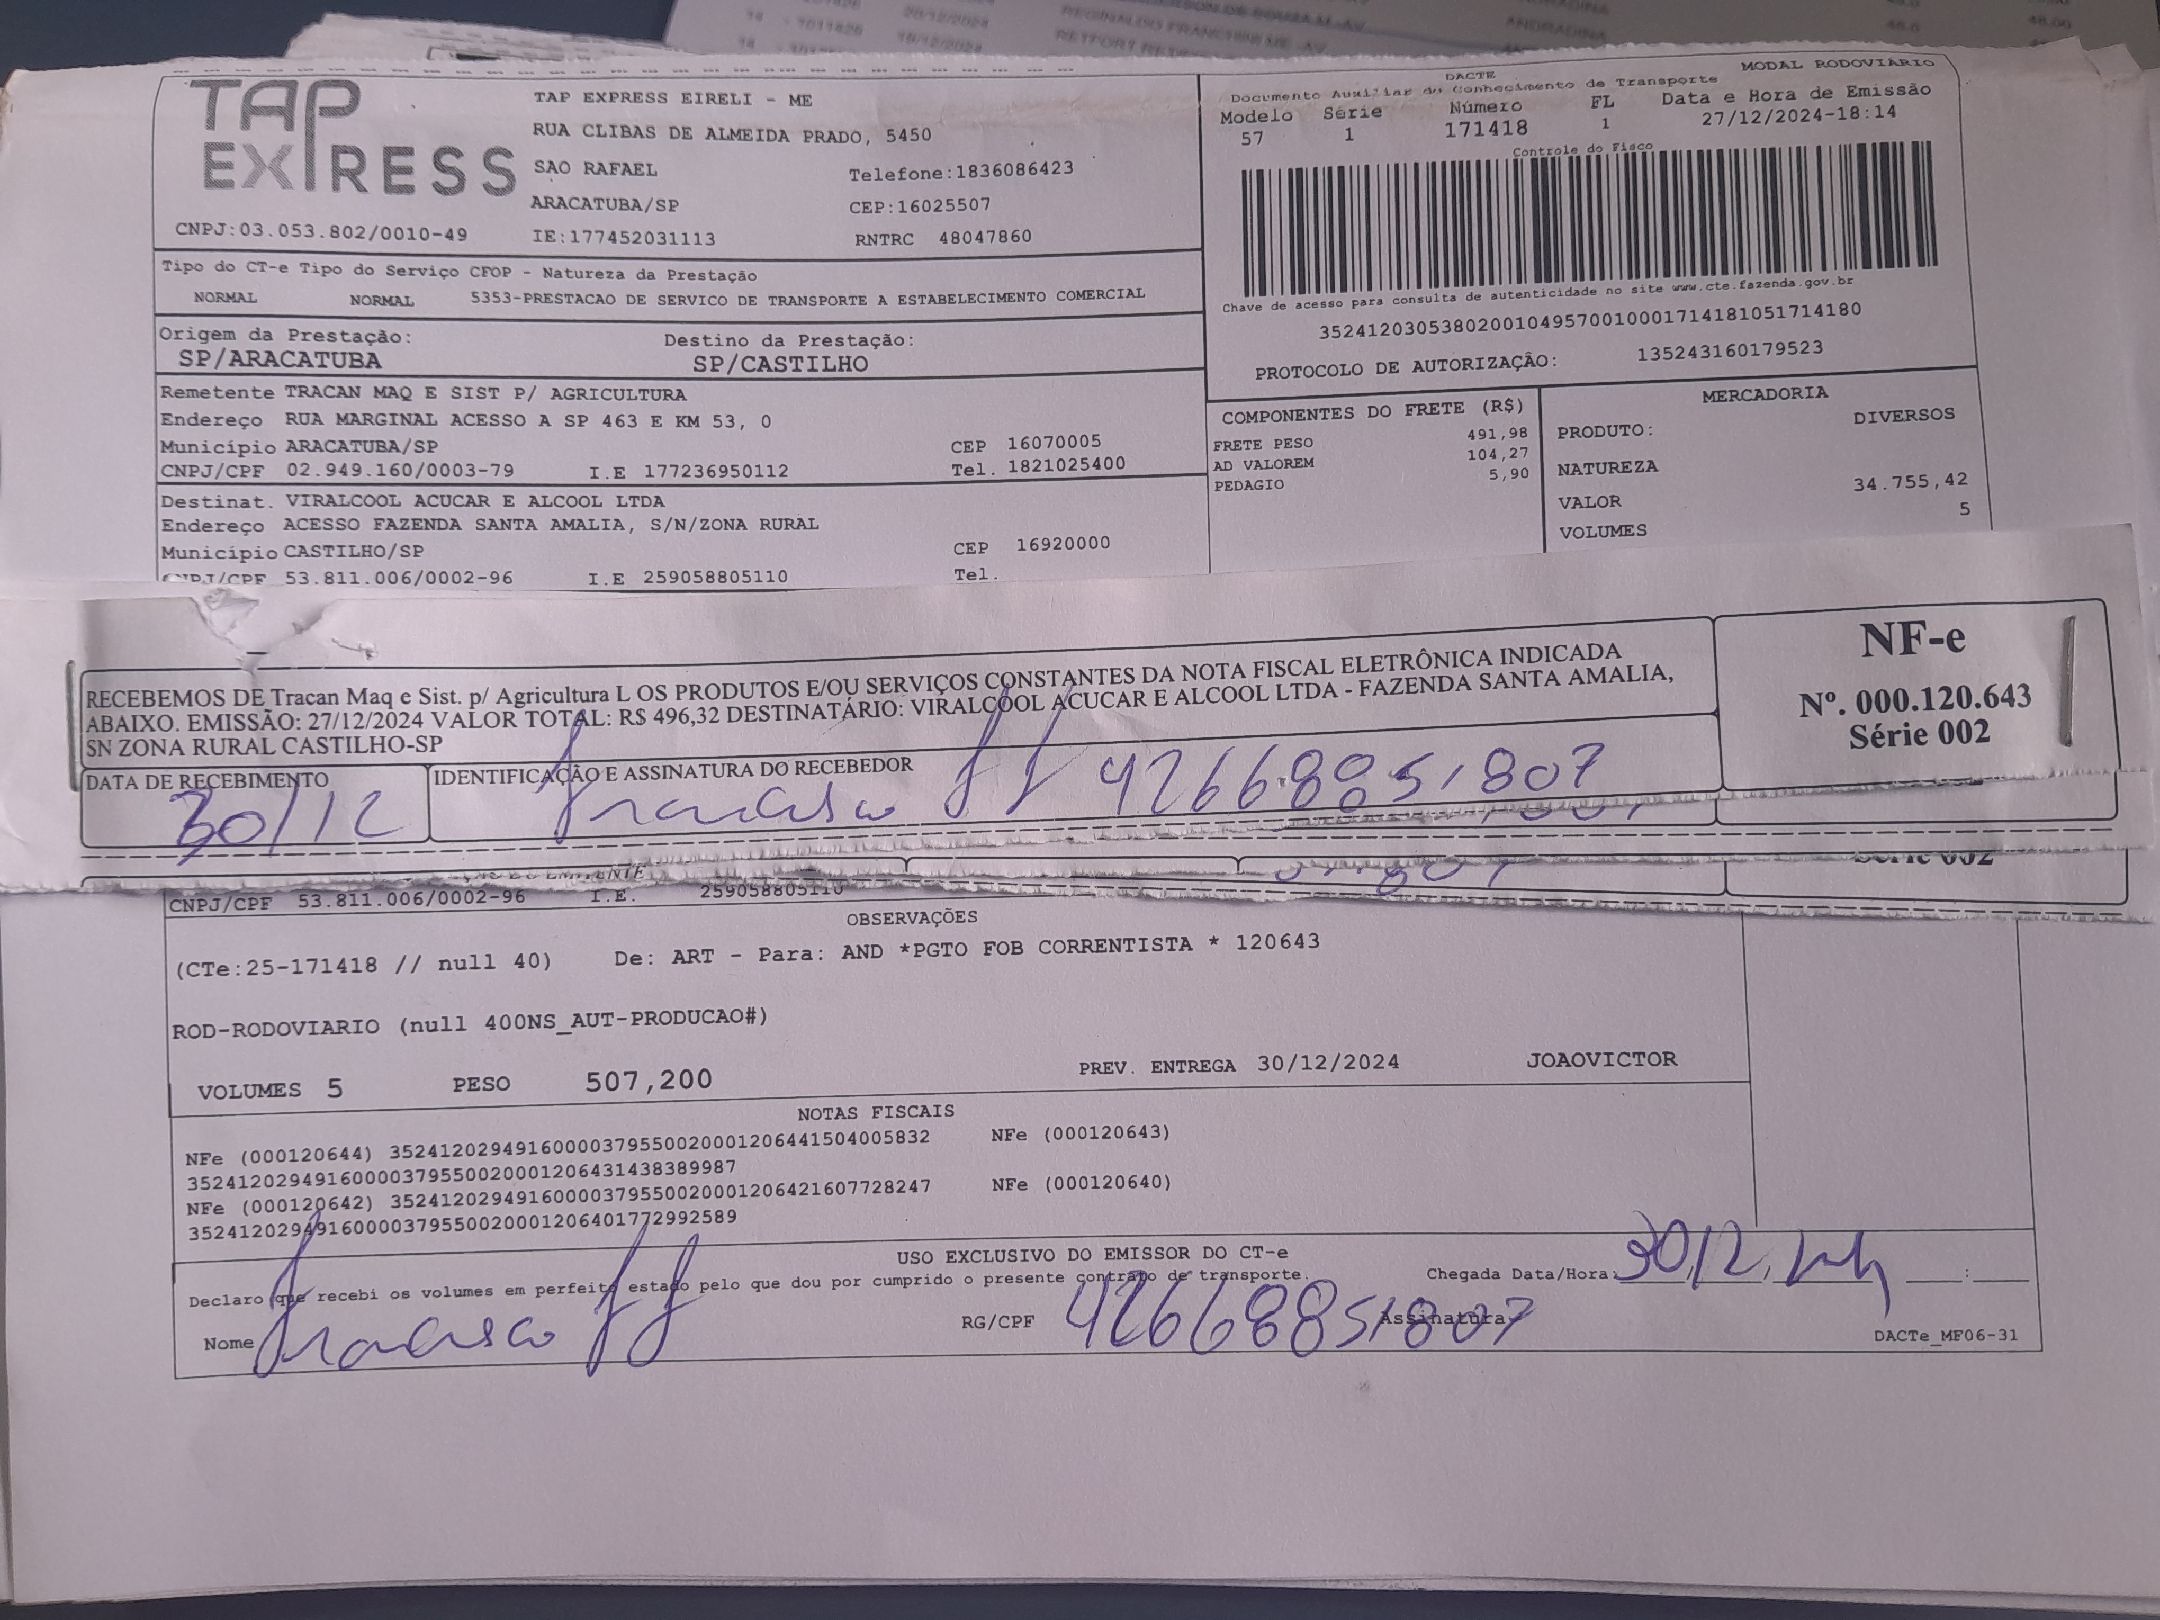 TAP EXPRESS
TAP EXPRESS EIRELI - ME
RUA CLIBAS DE ALMEIDA PRADO, 5450
SAO RAFAEL Telefone:1836086423
ARACATUBA/SP CEP:16025507
CNPJ:03.053.802/0010-49 IE:177452031113 RNTRC 48047860
DACTE MODAL RODOVIÁRIO
Documento Auxiliar do Conhecimento de Transporte
Modelo Série Número FL Data e Hora de Emissão
57 1 171418 1 27/12/2024-18:14
Controle do Fisco
Chave de acesso para consulta de autenticidade no site www.cte.fazenda.gov.br
35241203053802001049570010001714181051714180
PROTOCOLO DE AUTORIZAÇÃO: 135243160179523
Tipo do CT-e Tipo do Serviço CFOP - Natureza da Prestação
NORMAL NORMAL 5353-PRESTACAO DE SERVICO DE TRANSPORTE A ESTABELECIMENTO COMERCIAL
Origem da Prestação: Destino da Prestação:
SP/ARACATUBA SP/CASTILHO
Remetente TRACAN MAQ E SIST P/ AGRICULTURA
Endereço RUA MARGINAL ACESSO A SP 463 E KM 53, 0
Município ARACATUBA/SP CEP 16070005
CNPJ/CPF 02.949.160/0003-79 I.E 177236950112 Tel. 1821025400
Destinat. VIRALCOOL ACUCAR E ALCOOL LTDA
Endereço ACESSO FAZENDA SANTA AMALIA, S/N/ZONA RURAL
Município CASTILHO/SP CEP 16920000
CNPJ/CPF 53.811.006/0002-96 I.E 259058805110 Tel.
COMPONENTES DO FRETE (R$)
FRETE PESO 491,98
AD VALOREM 104,27
PEDAGIO 5,90
MERCADORIA
PRODUTO: DIVERSOS
NATUREZA
VALOR 34.755,42
VOLUMES 5
RECEBEMOS DE Tracan Maq e Sist. p/ Agricultura L OS PRODUTOS E/OU SERVIÇOS CONSTANTES DA NOTA FISCAL ELETRÔNICA INDICADA
ABAIXO. EMISSÃO: 27/12/2024 VALOR TOTAL: R$ 496,32 DESTINATÁRIO: VIRALCOOL ACUCAR E ALCOOL LTDA - FAZENDA SANTA AMALIA,
SN ZONA RURAL CASTILHO-SP
NF-e
Nº. 000.120.643
Série 002
DATA DE RECEBIMENTO IDENTIFICAÇÃO E ASSINATURA DO RECEBEDOR
30/12 Francisco 42668851807
Série 002
CNPJ/CPF 53.811.006/0002-96 I.E. 259058805110
OBSERVAÇÕES
(CTe:25-171418 // null 40) De: ART - Para: AND *PGTO FOB CORRENTISTA * 120643
ROD-RODOVIARIO (null 400NS_AUT-PRODUCAO#)
VOLUMES 5 PESO 507,200 PREV. ENTREGA 30/12/2024 JOAOVICTOR
NOTAS FISCAIS
NFe (000120644) 35241202949160000379550020001206441504005832 NFe (000120643)
35241202949160000379550020001206431438389987
NFe (000120642) 35241202949160000379550020001206421607728247 NFe (000120640)
35241202949160000379550020001206401772992589
USO EXCLUSIVO DO EMISSOR DO CT-e
Declaro que recebi os volumes em perfeito estado pelo que dou por cumprido o presente contrato de transporte. Chegada Data/Hora: 30/12
Nome Francisco RG/CPF 42668851807 Assinatura
DACTe_MF06-31